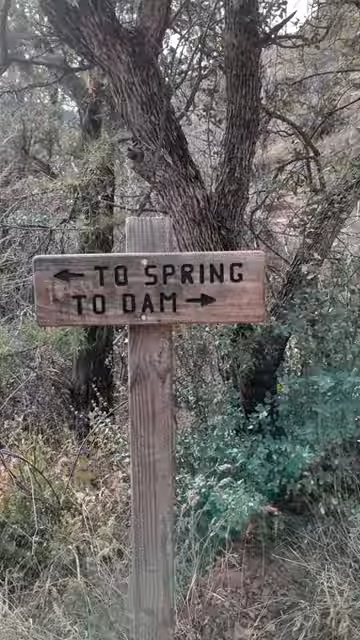 ← TO SPRING
TO DAM →